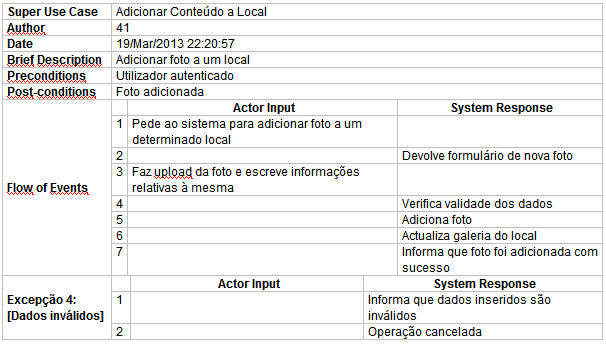 Super Use Case Adicionar Conteúdo a Local
Author 41
Date 19/Mar/2013 22:20:57
Brief Description Adicionar foto a um local
Preconditions Utilizador autenticado
Post-conditions Foto adicionada
Flow of Events
Actor Input System Response
1 Pede ao sistema para adicionar foto a um
determinado local
2 Devolve formulário de nova foto
3 Faz upload da foto e escreve informações
relativas à mesma
4 Verifica validade dos dados
5 Adiciona foto
6 Actualiza galeria do local
7 Informa que foto foi adicionada com
sucesso
Excepção 4:
[Dados inválidos]
Actor Input System Response
1 Informa que dados inseridos são
inválidos
2 Operação cancelada